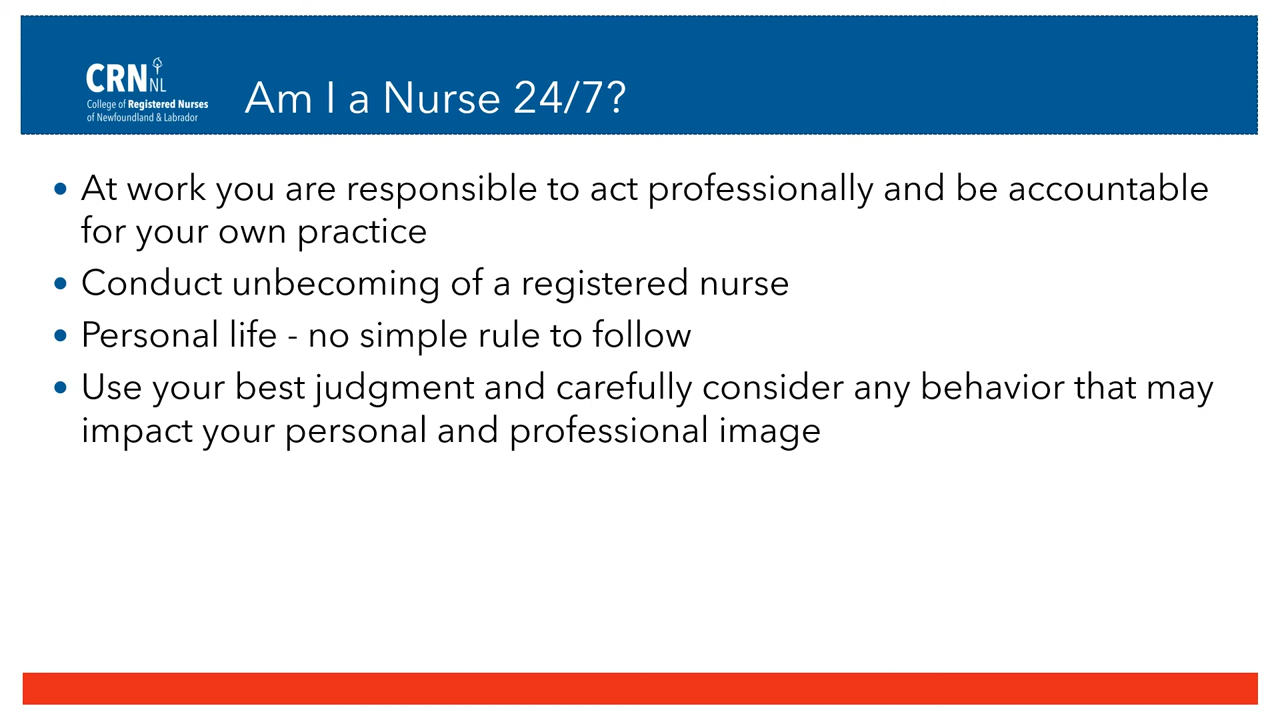 CRNNL
College of Registered Nurses
of Newfoundland & Labrador
Am I a Nurse 24/7?
• At work you are responsible to act professionally and be accountable
for your own practice
• Conduct unbecoming of a registered nurse
• Personal life - no simple rule to follow
• Use your best judgment and carefully consider any behavior that may
impact your personal and professional image